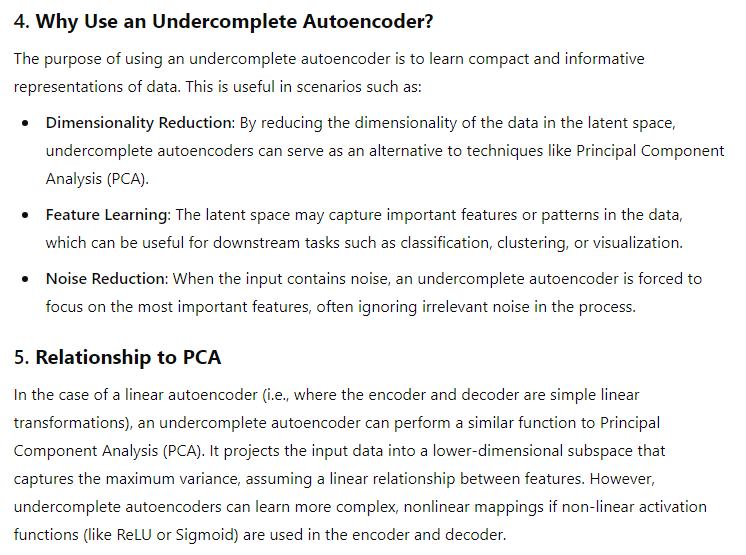 4. Why Use an Undercomplete Autoencoder?
The purpose of using an undercomplete autoencoder is to learn compact and informative
representations of data. This is useful in scenarios such as:
• Dimensionality Reduction: By reducing the dimensionality of the data in the latent space,
undercomplete autoencoders can serve as an alternative to techniques like Principal Component
Analysis (PCA).
• Feature Learning: The latent space may capture important features or patterns in the data,
which can be useful for downstream tasks such as classification, clustering, or visualization.
• Noise Reduction: When the input contains noise, an undercomplete autoencoder is forced to
focus on the most important features, often ignoring irrelevant noise in the process.
5. Relationship to PCA
In the case of a linear autoencoder (i.e., where the encoder and decoder are simple linear
transformations), an undercomplete autoencoder can perform a similar function to Principal
Component Analysis (PCA). It projects the input data into a lower-dimensional subspace that
captures the maximum variance, assuming a linear relationship between features. However,
undercomplete autoencoders can learn more complex, nonlinear mappings if non-linear activation
functions (like ReLU or Sigmoid) are used in the encoder and decoder.